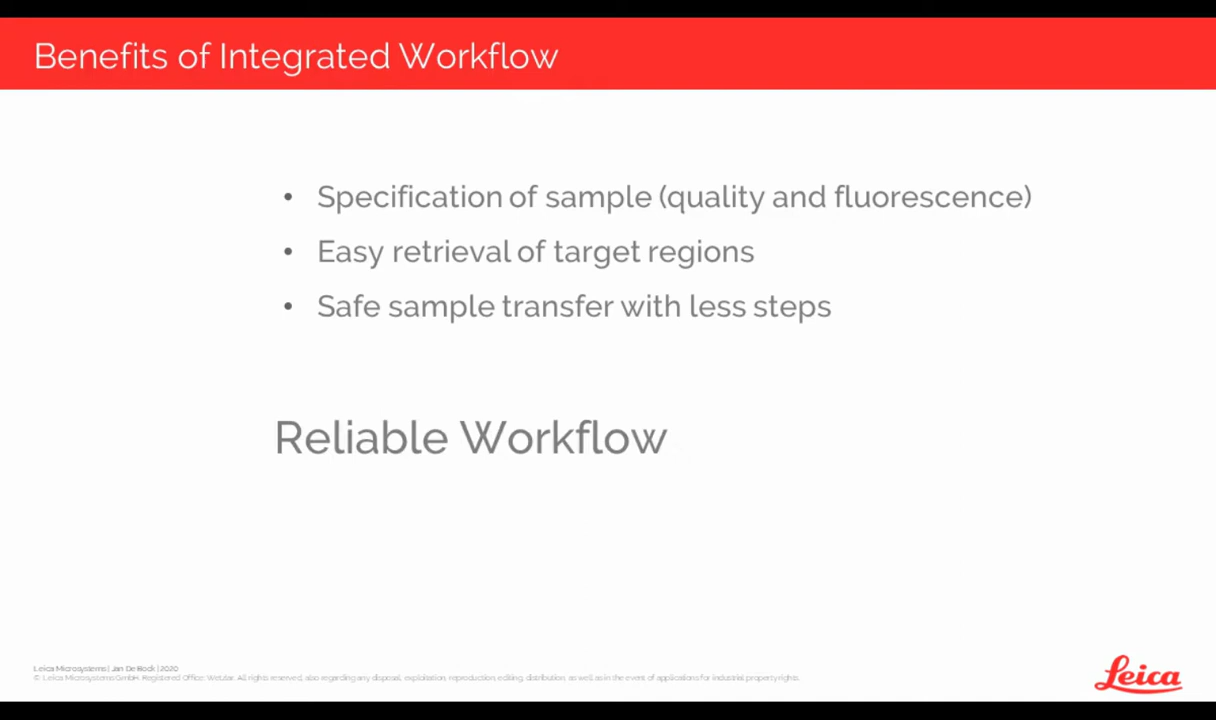 Benefits of Integrated Workflow
• Specification of sample (quality and fluorescence)
• Easy retrieval of target regions
• Safe sample transfer with less steps
Reliable Workflow
Leica Microsystems | Jan De Bock | 2020
© Leica Microsystems GmbH. Registered Office: Wetzlar. All rights reserved, also regarding any disposal, exploitation, reproduction, editing, distribution, as well as in the event of applications for industrial property rights.
Leica